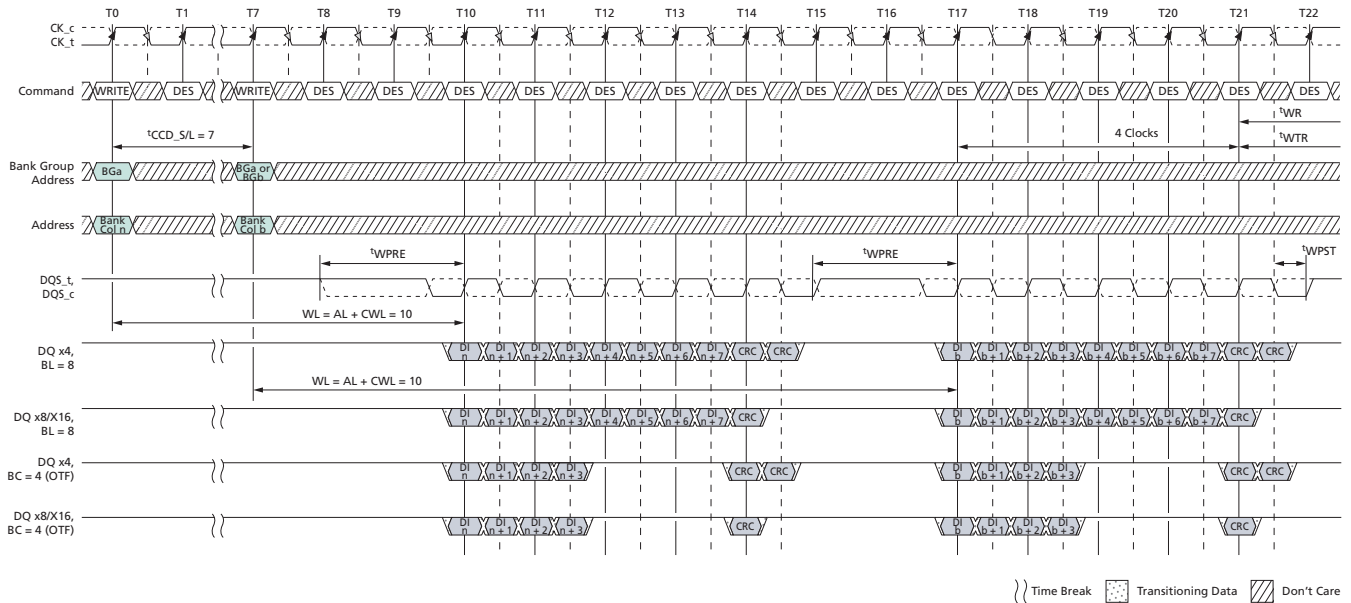 T0 T1 T7 T8 T9 T10 T11 T12 T13 T14 T15 T16 T17 T18 T19 T20 T21 T22
CK_c
CK_t
Command WRITE DES WRITE DES DES DES DES DES DES DES DES DES DES DES DES DES DES DES
tWR
tCCD_S/L = 7 4 Clocks tWTR
Bank Group
Address
BGa
BGa or
BGb
Address
Bank
Col n
Bank
Col b
tWPRE tWPRE tWPST
DQS_t,
DQS_c
WL = AL + CWL = 10
DQ x4,
BL = 8
DI n DI n + 1 DI n + 2 DI n + 3 DI n + 4 DI n + 5 DI n + 6 DI n + 7 CRC CRC DI b DI b + 1 DI b + 2 DI b + 3 DI b + 4 DI b + 5 DI b + 6 DI b + 7 CRC CRC
WL = AL + CWL = 10
DQ x8/X16,
BL = 8
DI n DI n + 1 DI n + 2 DI n + 3 DI n + 4 DI n + 5 DI n + 6 DI n + 7 CRC DI b DI b + 1 DI b + 2 DI b + 3 DI b + 4 DI b + 5 DI b + 6 DI b + 7 CRC
DQ x4,
BC = 4 (OTF)
DI n DI n + 1 DI n + 2 DI n + 3 CRC CRC DI b DI b + 1 DI b + 2 DI b + 3 CRC CRC
DQ x8/X16,
BC = 4 (OTF)
DI n DI n + 1 DI n + 2 DI n + 3 CRC DI b DI b + 1 DI b + 2 DI b + 3 CRC
Time Break Transitioning Data Don't Care